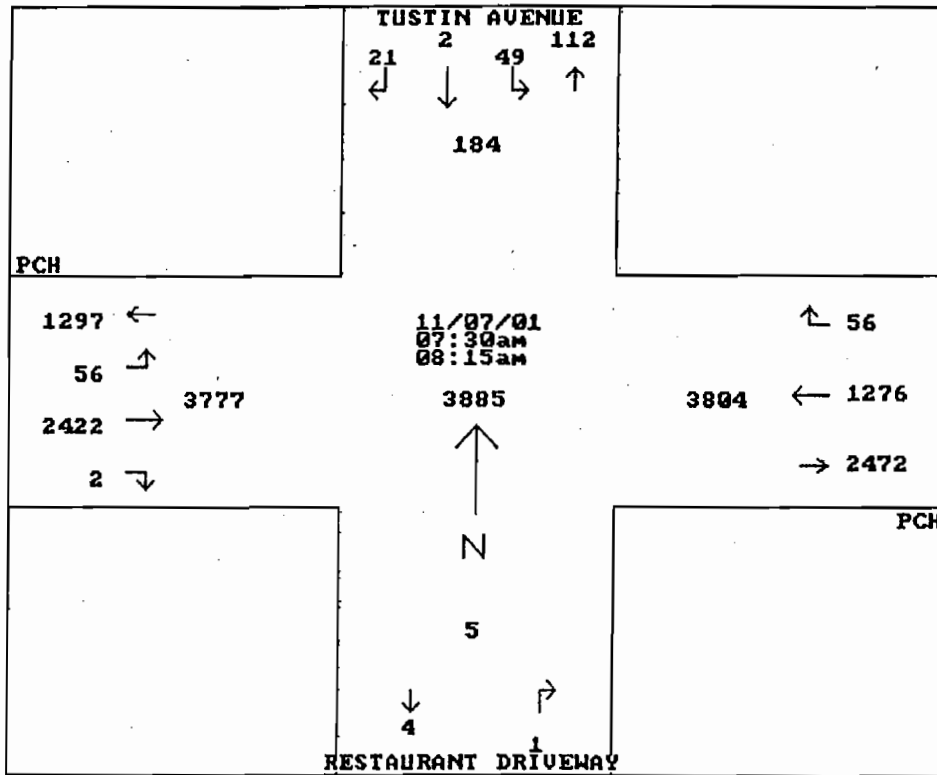 TUSTIN AVENUE
2 112
21 49
184
PCH
1297 11/07/01 56
07:30am
08:15am
56
3777 3885 3804 1276
2422
2472
2
PCH
N
5
4
1
RESTAURANT DRIVEWAY